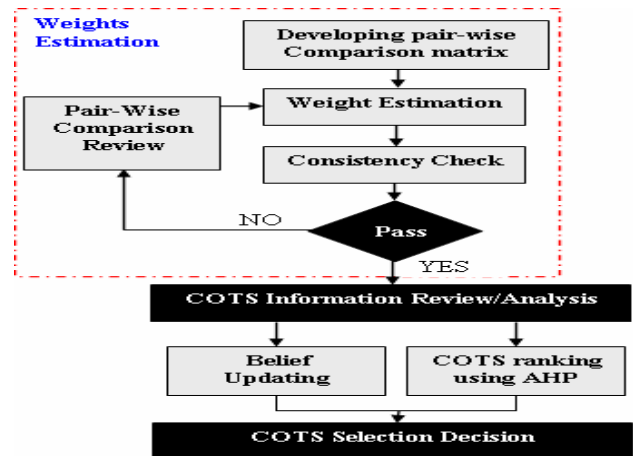 Weights
Estimation
Developing pair-wise
Comparison matrix
Pair-Wise
Comparison
Review
Weight Estimation
Consistency Check
NO
Pass
YES
COTS Information Review/Analysis
Belief
Updating
COTS ranking
using AHP
COTS Selection Decision